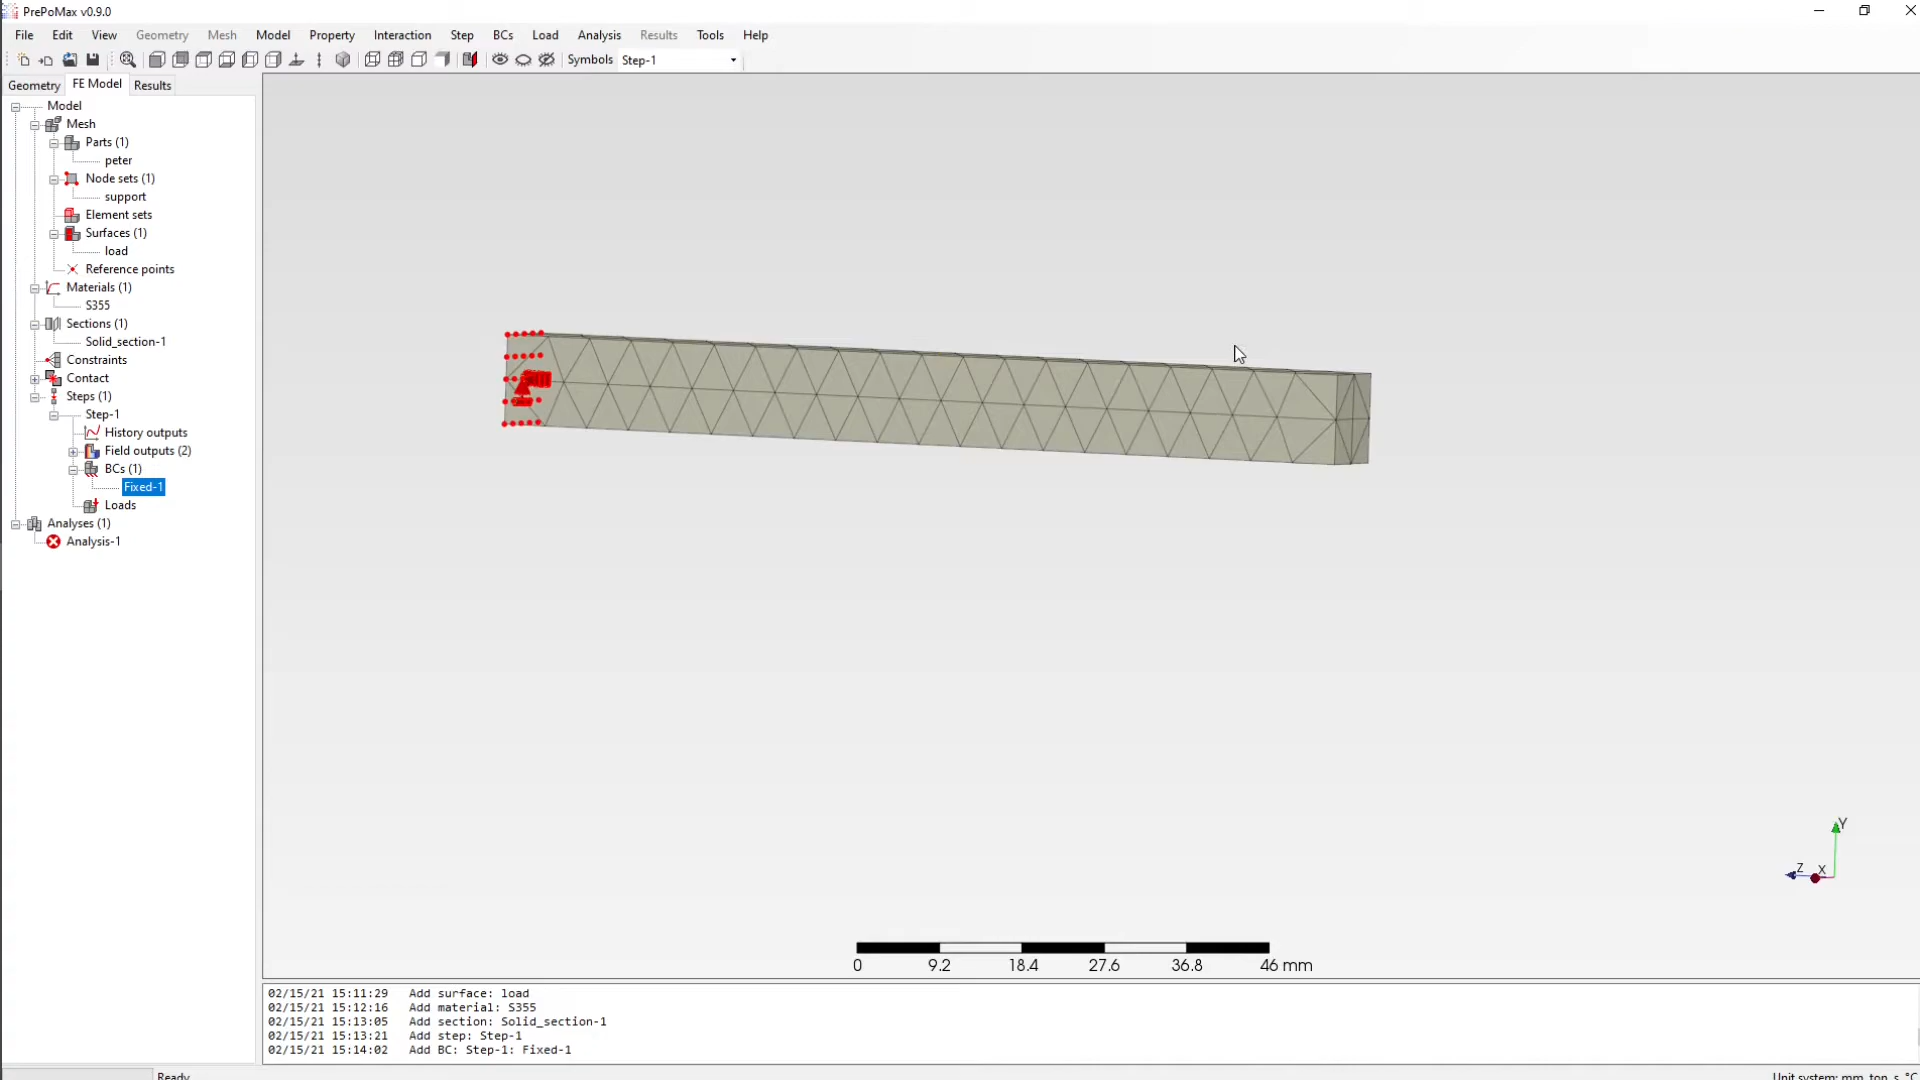 PrePoMax v0.9.0
File Edit View Geometry Mesh Model Property Interaction Step BCs Load Analysis Results Tools Help
Symbols Step-1
Geometry FE Model Results
Model
Mesh
Parts (1)
peter
Node sets (1)
support
Element sets
Surfaces (1)
load
Reference points
Materials (1)
S355
Sections (1)
Solid_section-1
Constraints
Contact
Steps (1)
Step-1
History outputs
Field outputs (2)
BCs (1)
Fixed-1
Loads
Analyses (1)
Analysis-1
Y
Z X
0 9.2 18.4 27.6 36.8 46 mm
02/15/21 15:11:29 Add surface: load
02/15/21 15:12:16 Add material: S355
02/15/21 15:13:05 Add section: Solid_section-1
02/15/21 15:13:21 Add step: Step-1
02/15/21 15:14:02 Add BC: Step-1: Fixed-1
Ready
Unit system: mm, ton, s, °C